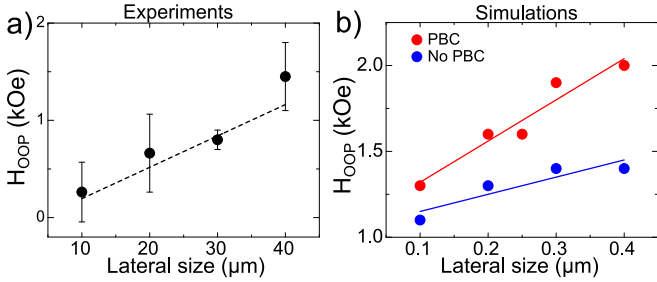 a) Experiments
2
1
0
H_OOP (kOe)
10 20 30 40
Lateral size (μm)
b) Simulations
PBC
No PBC
2.0
1.5
1.0
H_OOP (kOe)
0.1 0.2 0.3 0.4
Lateral size (μm)